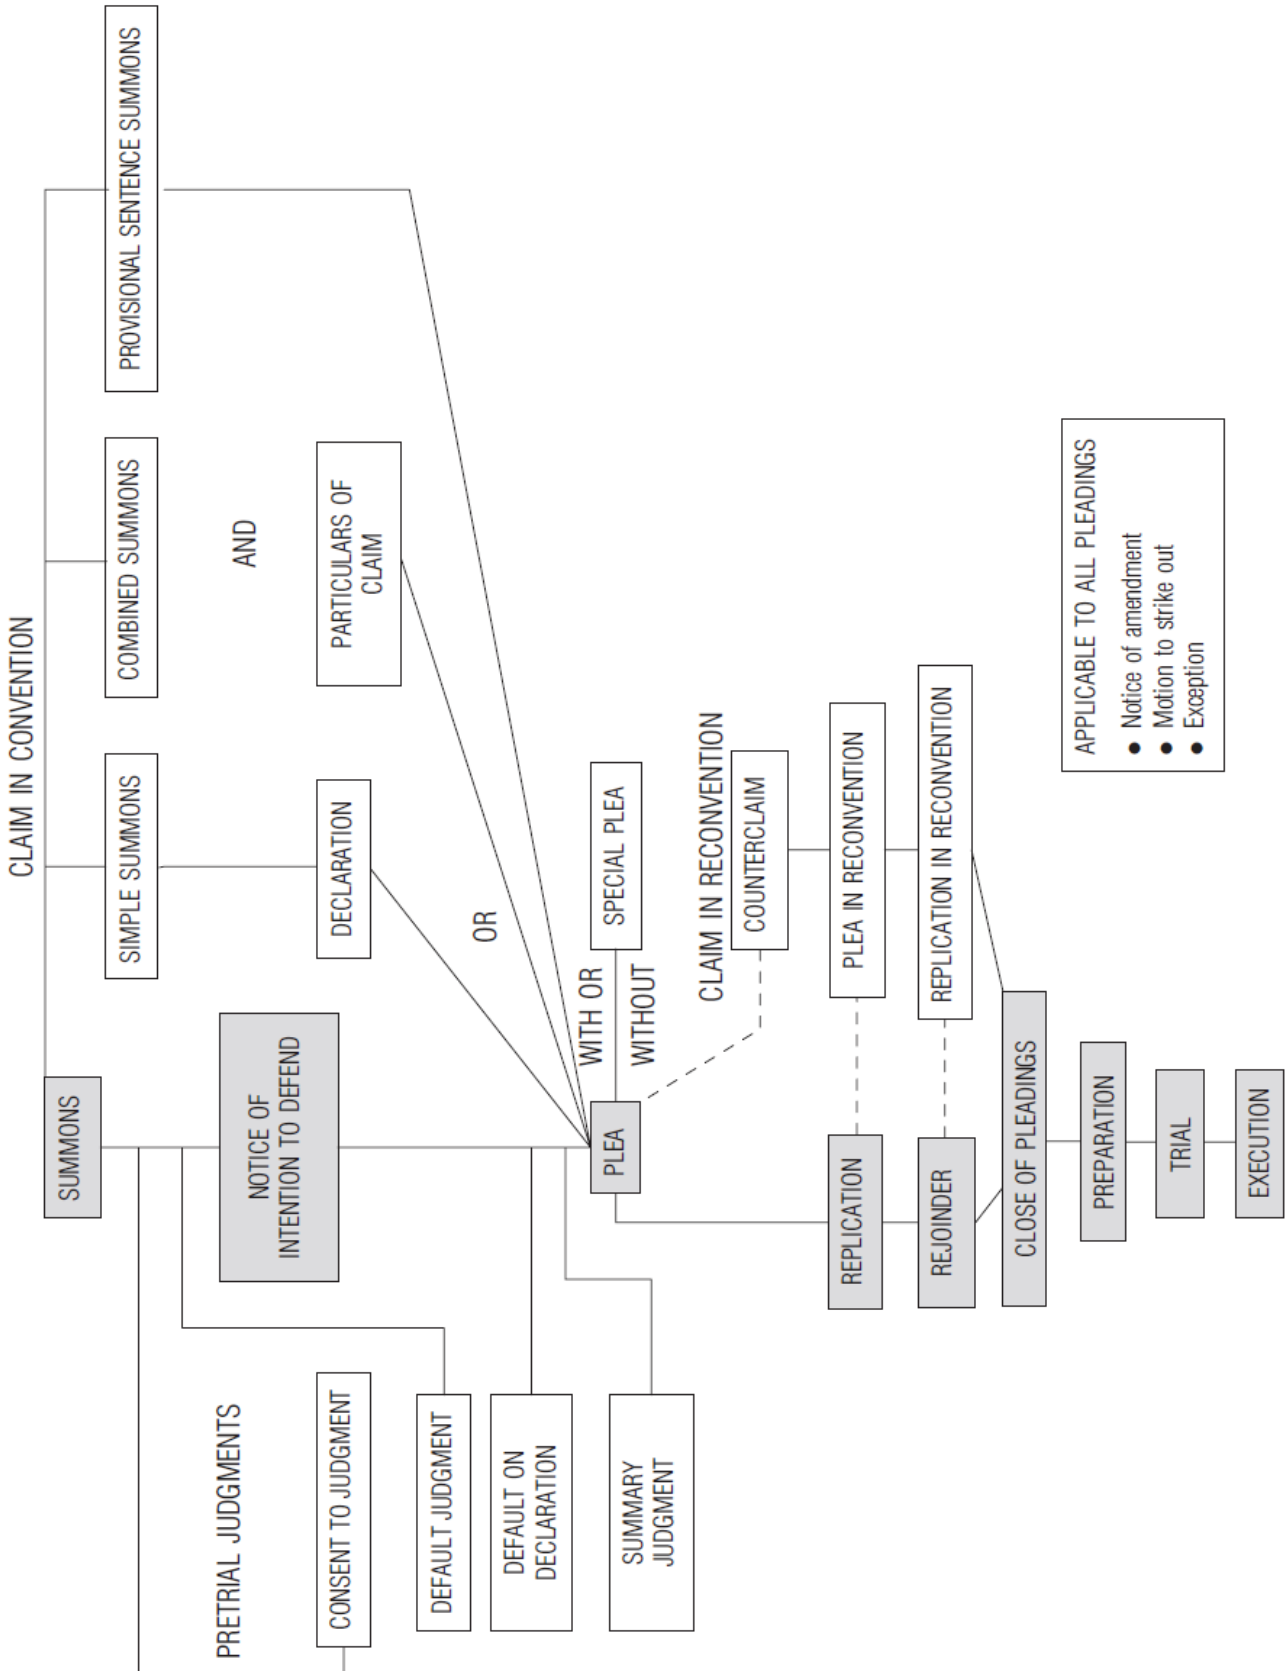 CLAIM IN CONVENTION
SUMMONS
SIMPLE SUMMONS
COMBINED SUMMONS
PROVISIONAL SENTENCE SUMMONS
AND
NOTICE OF
INTENTION TO DEFEND
DECLARATION
PARTICULARS OF
CLAIM
OR
PRETRIAL JUDGMENTS
CONSENT TO JUDGMENT
DEFAULT JUDGMENT
DEFAULT ON
DECLARATION
SUMMARY
JUDGMENT
PLEA
WITH OR
WITHOUT
SPECIAL PLEA
CLAIM IN RECONVENTION
COUNTERCLAIM
REPLICATION
PLEA IN RECONVENTION
REJOINDER
REPLICATION IN RECONVENTION
CLOSE OF PLEADINGS
PREPARATION
TRIAL
EXECUTION
APPLICABLE TO ALL PLEADINGS
● Notice of amendment
● Motion to strike out
● Exception